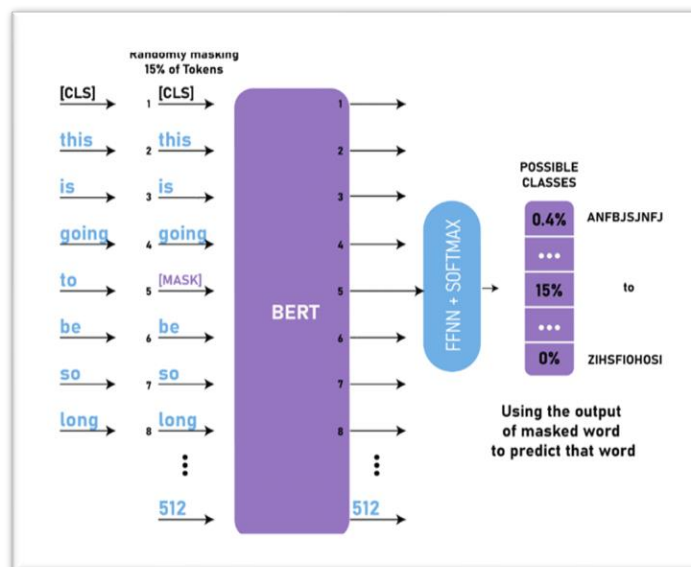 Randomly masking
15% of Tokens
[CLS] 1 [CLS] 1
this 2 this 2
is 3 is 3
going 4 going 4
to 5 [MASK] 5
be 6 be 6
so 7 so 7
long 8 long 8
512 512
BERT
FFNN + SOFTMAX
POSSIBLE
CLASSES
0.4% ANFBJSJNFJ
...
15% to
...
0% ZIHSFIOHOSI
Using the output
of masked word
to predict that word